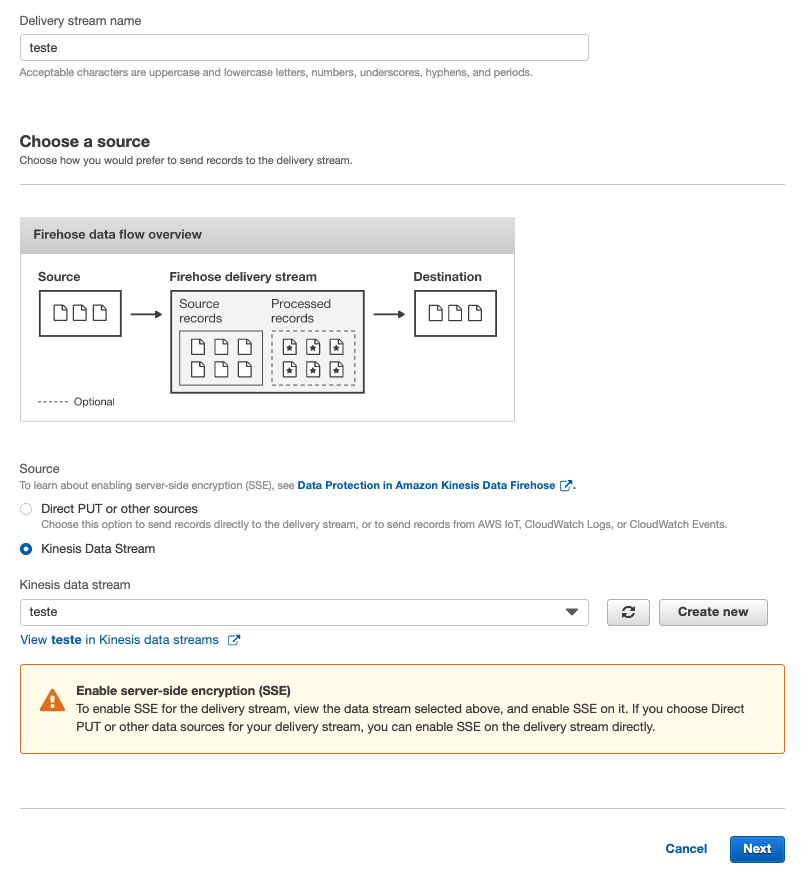 Delivery stream name
teste
Acceptable characters are uppercase and lowercase letters, numbers, underscores, hyphens, and periods.
Choose a source
Choose how you would prefer to send records to the delivery stream.
Firehose data flow overview
Source
Firehose delivery stream
Destination
Source
records
Processed
records
Optional
Source
To learn about enabling server-side encryption (SSE), see Data Protection in Amazon Kinesis Data Firehose .
Direct PUT or other sources
Choose this option to send records directly to the delivery stream, or to send records from AWS IoT, CloudWatch Logs, or CloudWatch Events.
Kinesis Data Stream
Kinesis data stream
teste
Create new
View teste in Kinesis data streams
Enable server-side encryption (SSE)
To enable SSE for the delivery stream, view the data stream selected above, and enable SSE on it. If you choose Direct
PUT or other data sources for your delivery stream, you can enable SSE on the delivery stream directly.
Cancel
Next